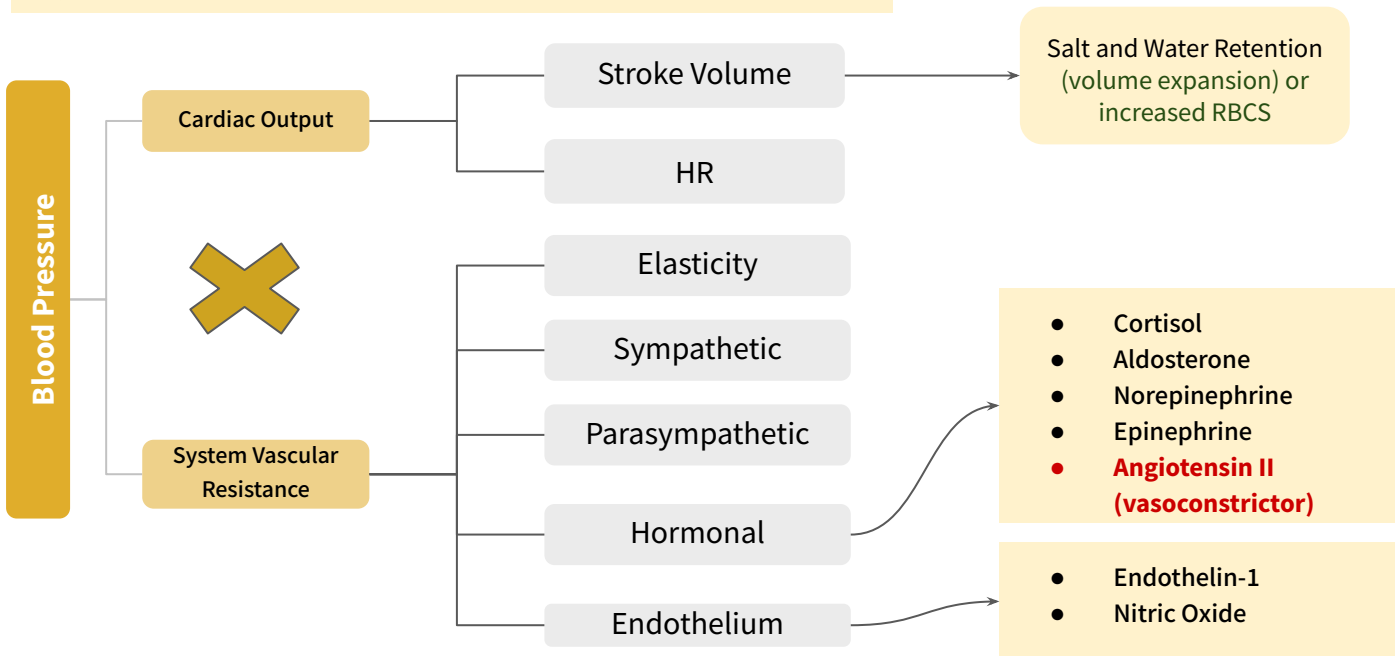 Blood Pressure
Cardiac Output
System Vascular
Resistance
Stroke Volume
HR
Elasticity
Sympathetic
Parasympathetic
Hormonal
Endothelium
Salt and Water Retention
(volume expansion) or
increased RBCS
● Cortisol
● Aldosterone
● Norepinephrine
● Epinephrine
● Angiotensin II
(vasoconstrictor)
● Endothelin-1
● Nitric Oxide